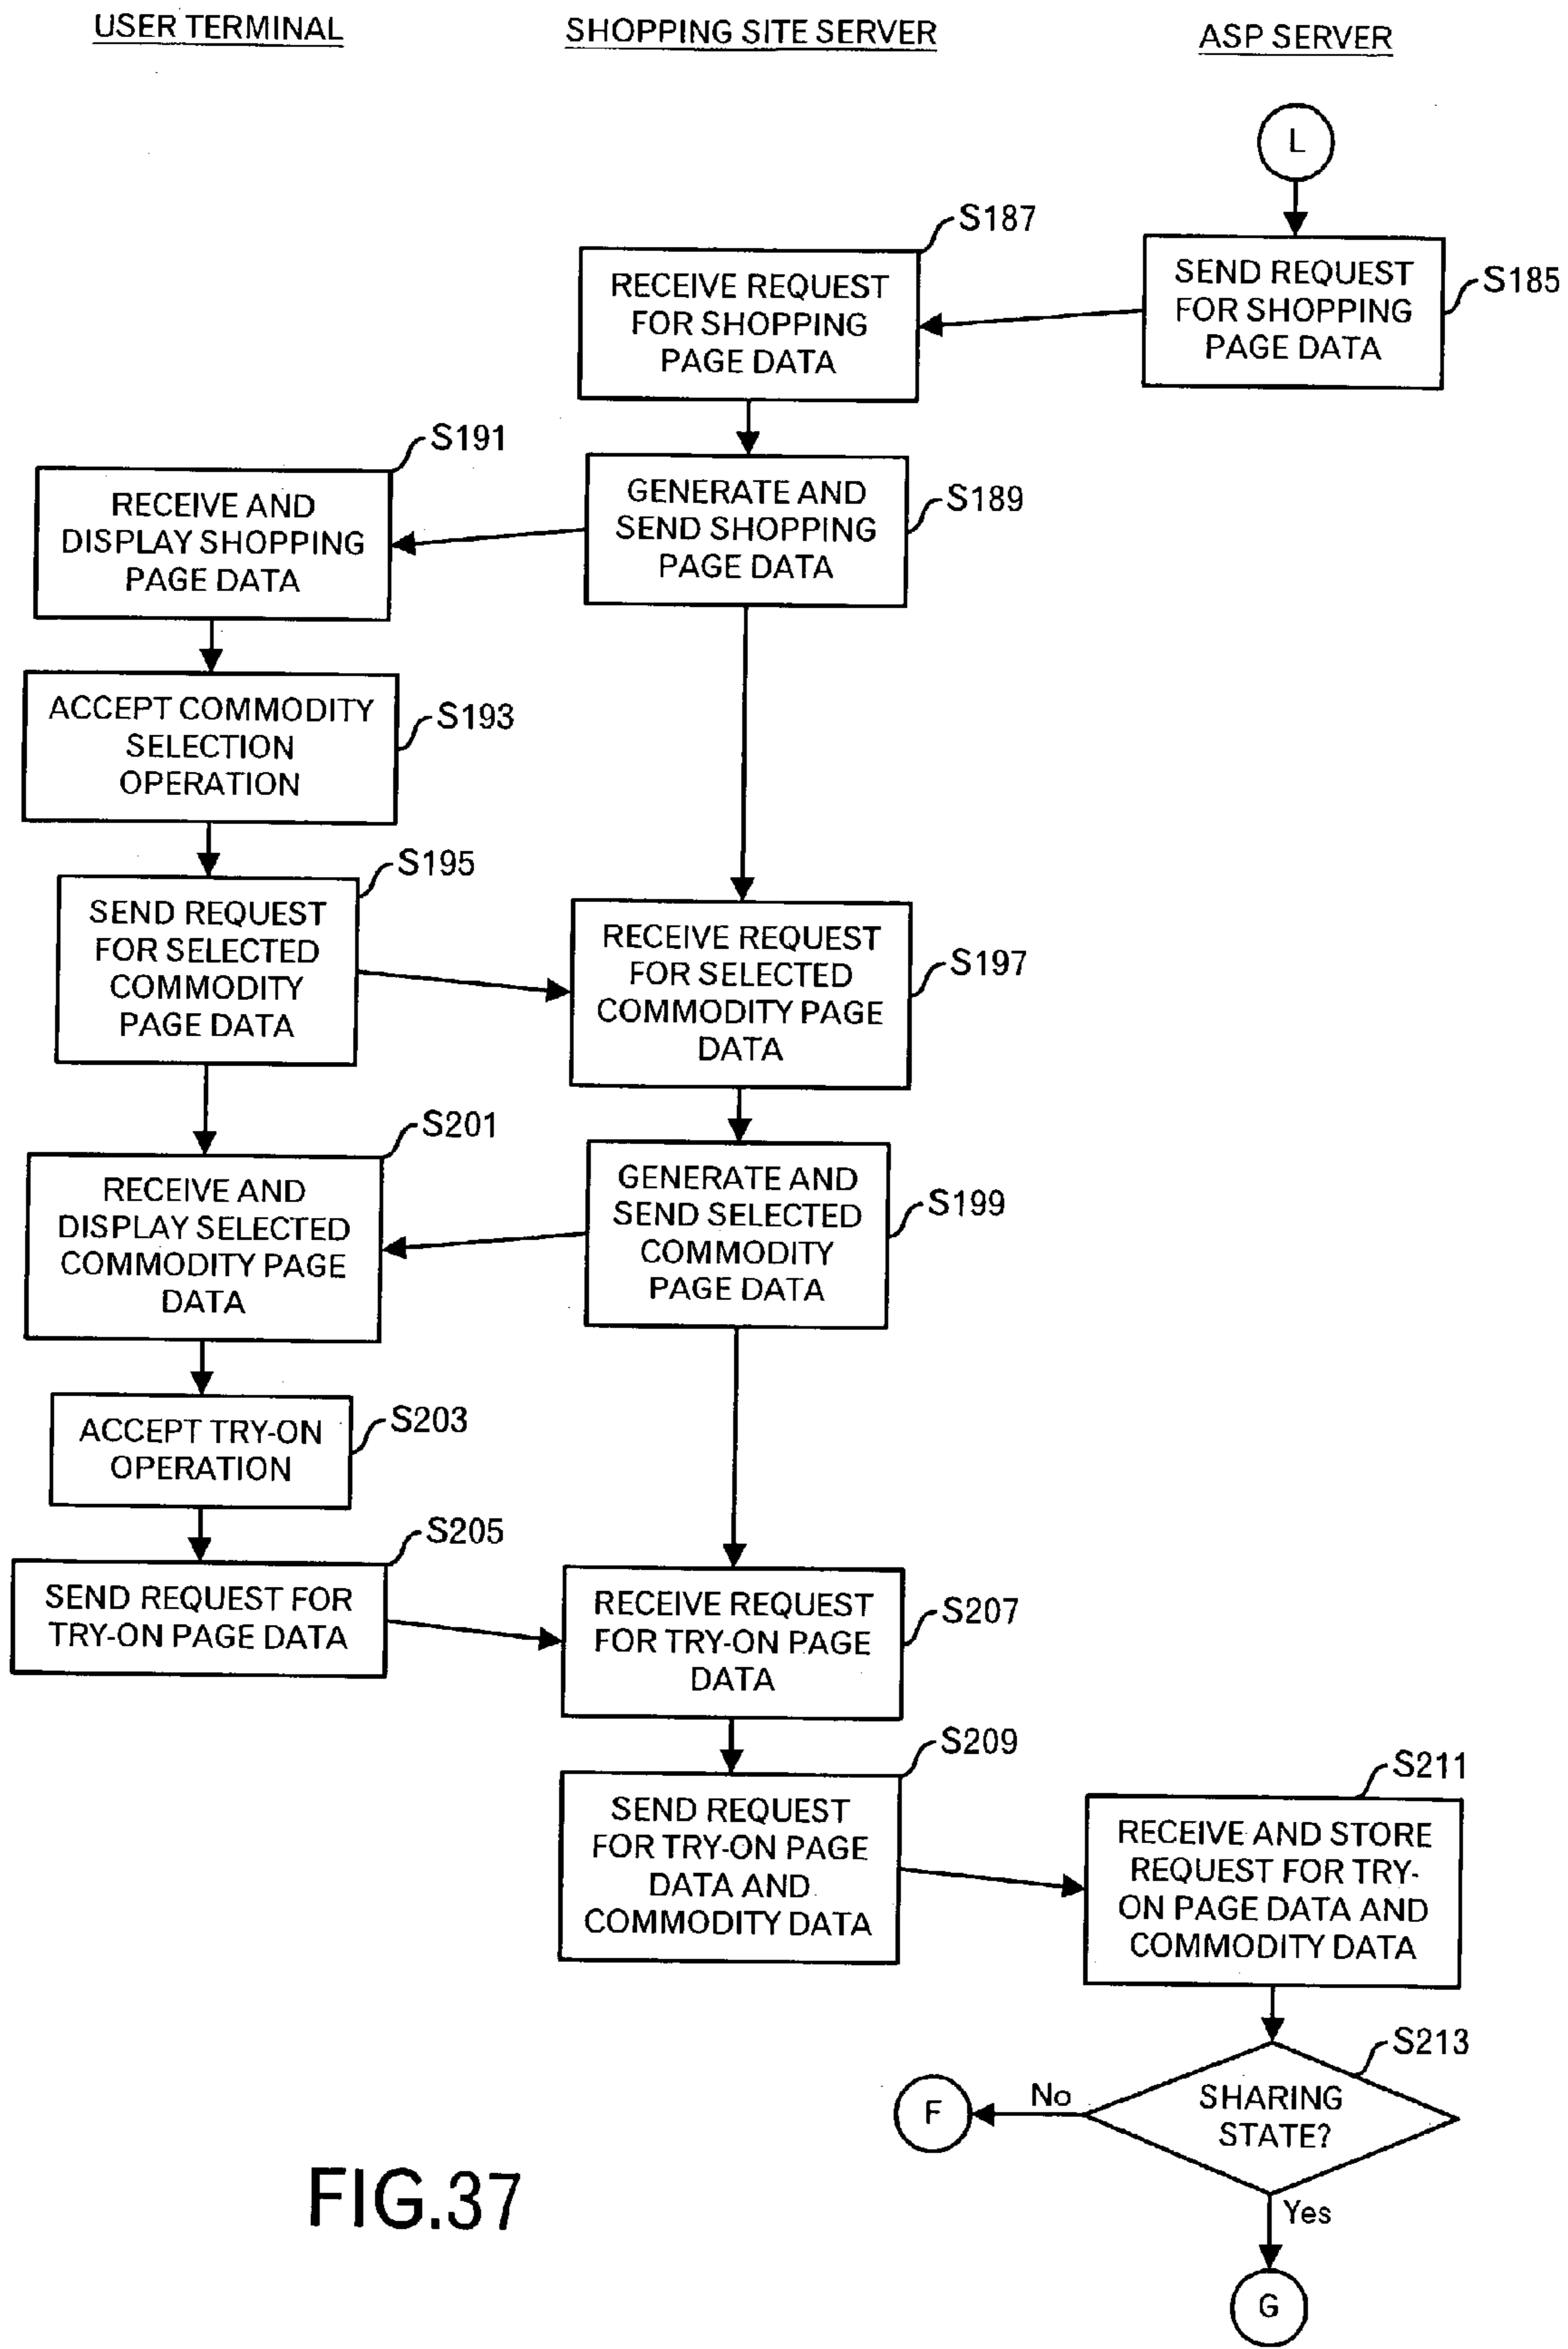 USER TERMINAL
SHOPPING SITE SERVER
ASP SERVER
L
S185
SEND REQUEST
FOR SHOPPING
PAGE DATA
S187
RECEIVE REQUEST
FOR SHOPPING
PAGE DATA
S189
GENERATE AND
SEND SHOPPING
PAGE DATA
S191
RECEIVE AND
DISPLAY SHOPPING
PAGE DATA
S193
ACCEPT COMMODITY
SELECTION
OPERATION
S195
SEND REQUEST
FOR SELECTED
COMMODITY
PAGE DATA
S197
RECEIVE REQUEST
FOR SELECTED
COMMODITY PAGE
DATA
S199
GENERATE AND
SEND SELECTED
COMMODITY
PAGE DATA
S201
RECEIVE AND
DISPLAY SELECTED
COMMODITY PAGE
DATA
S203
ACCEPT TRY-ON
OPERATION
S205
SEND REQUEST FOR
TRY-ON PAGE DATA
S207
RECEIVE REQUEST
FOR TRY-ON PAGE
DATA
S209
SEND REQUEST
FOR TRY-ON PAGE
DATA AND
COMMODITY DATA
S211
RECEIVE AND STORE
REQUEST FOR TRY-
ON PAGE DATA AND
COMMODITY DATA
S213
SHARING
STATE?
No
F
Yes
G
FIG.37